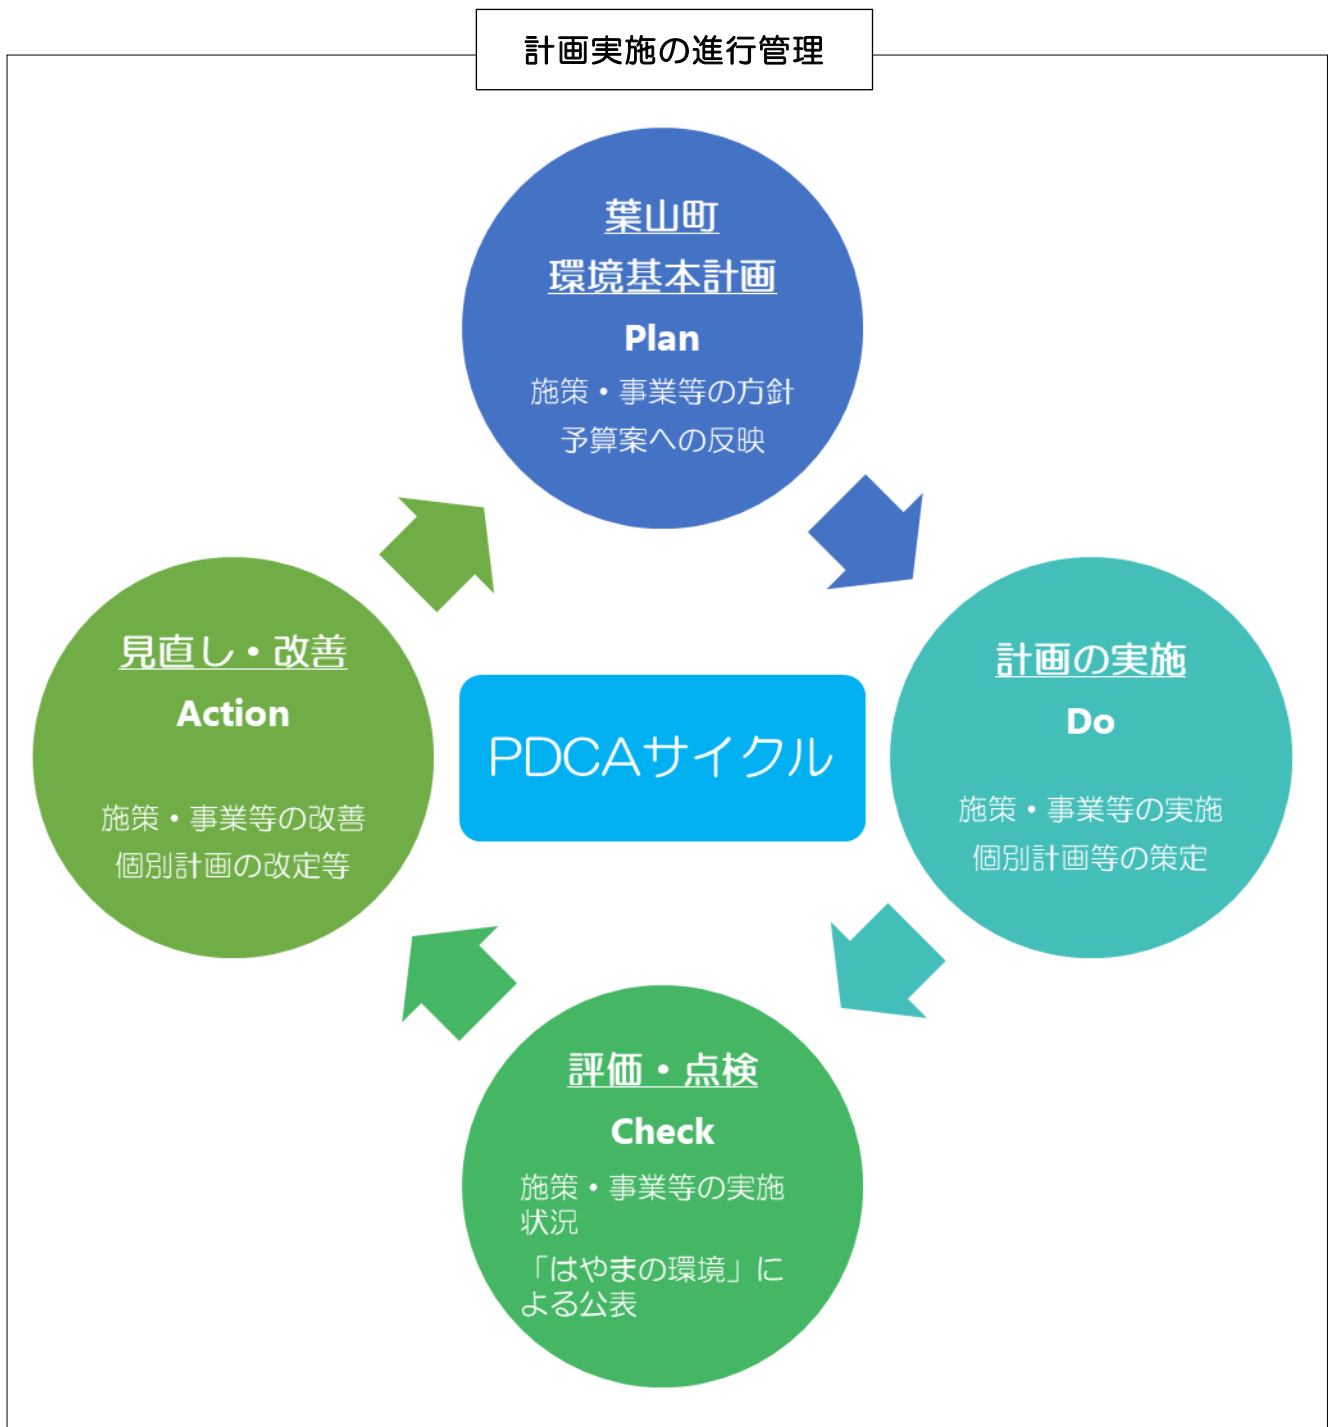 計画実施の進行管理
葉山町
環境基本計画
Plan
施策・事業等の方針
予算案への反映
計画の実施
Do
施策・事業等の実施
個別計画等の策定
評価・点検
Check
施策・事業等の実施
状況
「はやまの環境」に
よる公表
見直し・改善
Action
施策・事業等の改善
個別計画の改定等
PDCAサイクル